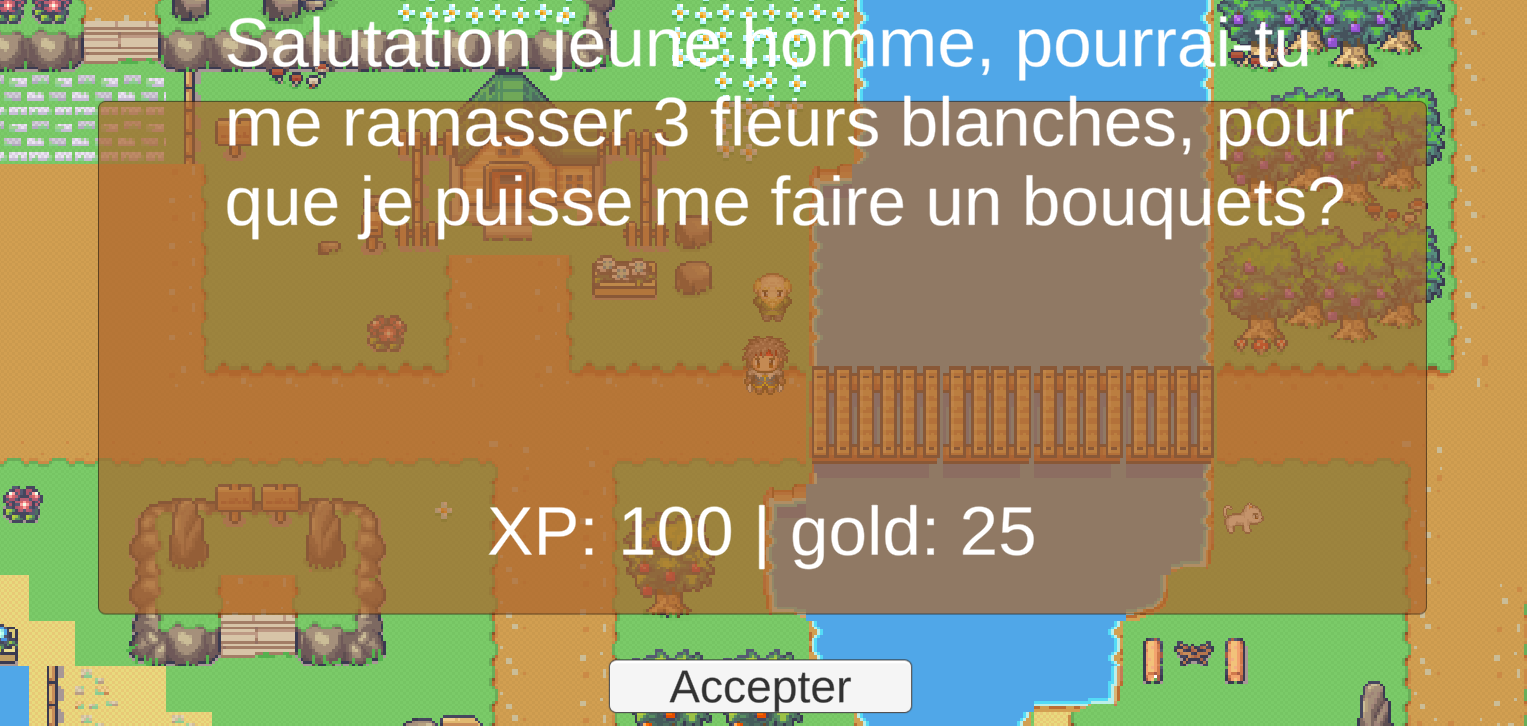 Salutation jeune homme, pourrai-tu
me ramasser 3 fleurs blanches, pour
que je puisse me faire un bouquets?
XP: 100 | gold: 25
Accepter